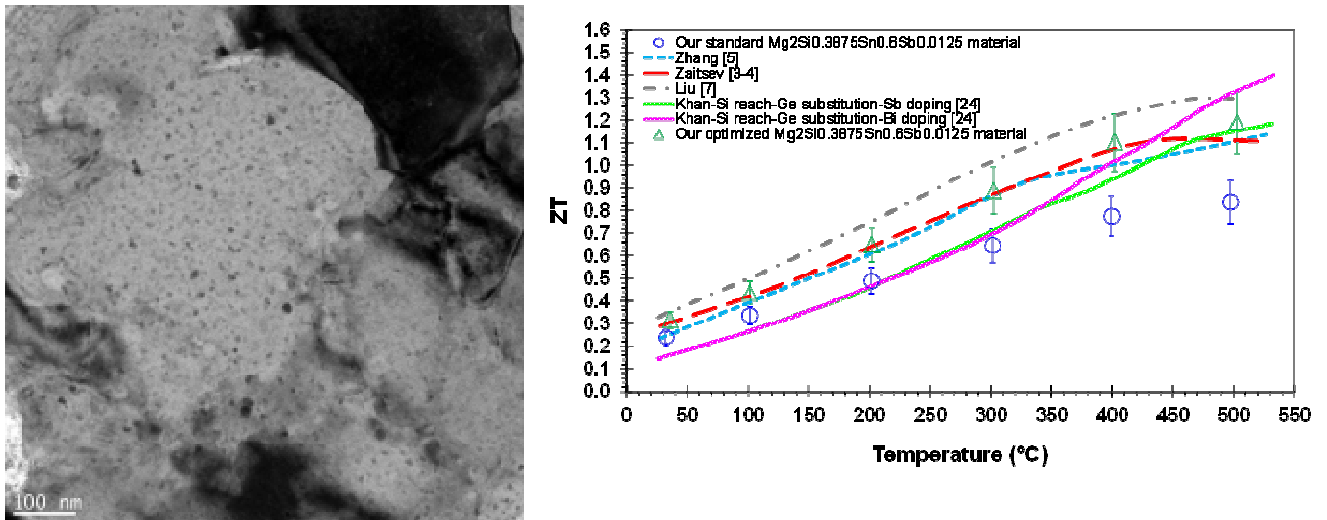 100 nm
1.6
1.5
1.4
1.3
1.2
1.1
1.0
0.9
0.8
0.7
0.6
0.5
0.4
0.3
0.2
0.1
0.0
ZT
Our standard Mg2Si0.3875Sn0.6Sb0.0125 material
Zhang [5]
Zaitsev [3-4]
Liu [7]
Khan-Si reach-Ge substitution-Sb doping [24]
Khan-Si reach-Ge substitution-Bi doping [24]
Our optimized Mg2Si0.3875Sn0.6Sb0.0125 material
0 50 100 150 200 250 300 350 400 450 500 550
Temperature (°C)